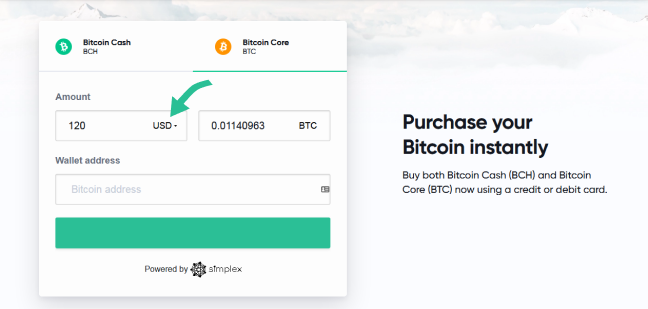 Bitcoin Cash
BCH
Bitcoin Core
BTC
Amount
120 USD
0.01140963 BTC
Wallet address
Bitcoin address
Powered by simplex
Purchase your
Bitcoin instantly
Buy both Bitcoin Cash (BCH) and Bitcoin
Core (BTC) now using a credit or debit card.